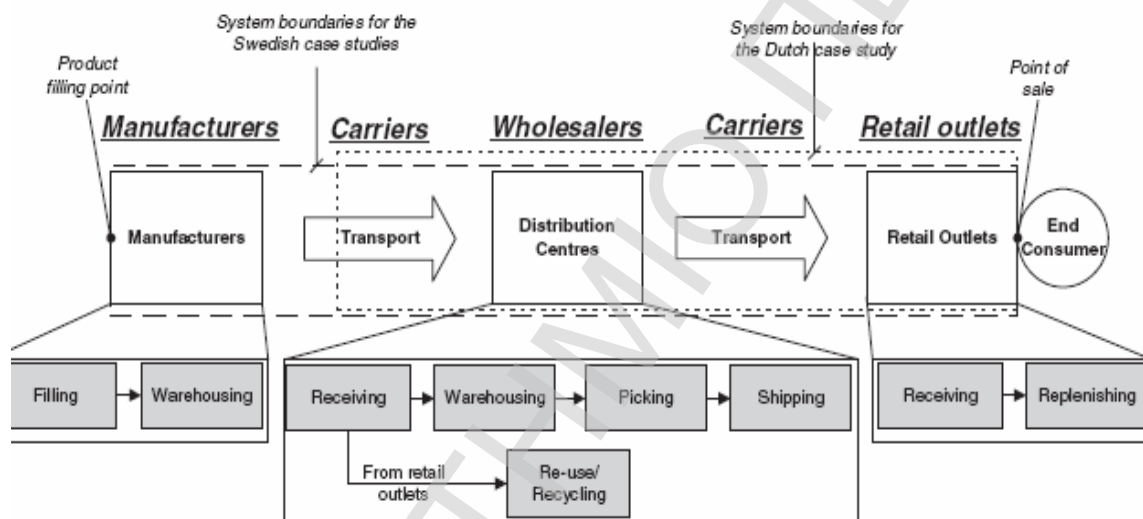 System boundaries for the
Swedish case studies
System boundaries for
the Dutch case study
Product
filling point
Point of
sale
Manufacturers
Carriers
Wholesalers
Carriers
Retail outlets
Manufacturers
Transport
Distribution
Centres
Transport
Retail Outlets
End
Consumer
Filling
Warehousing
Receiving
Warehousing
Picking
Shipping
Receiving
Replenishing
From retail
outlets
Re-use/
Recycling